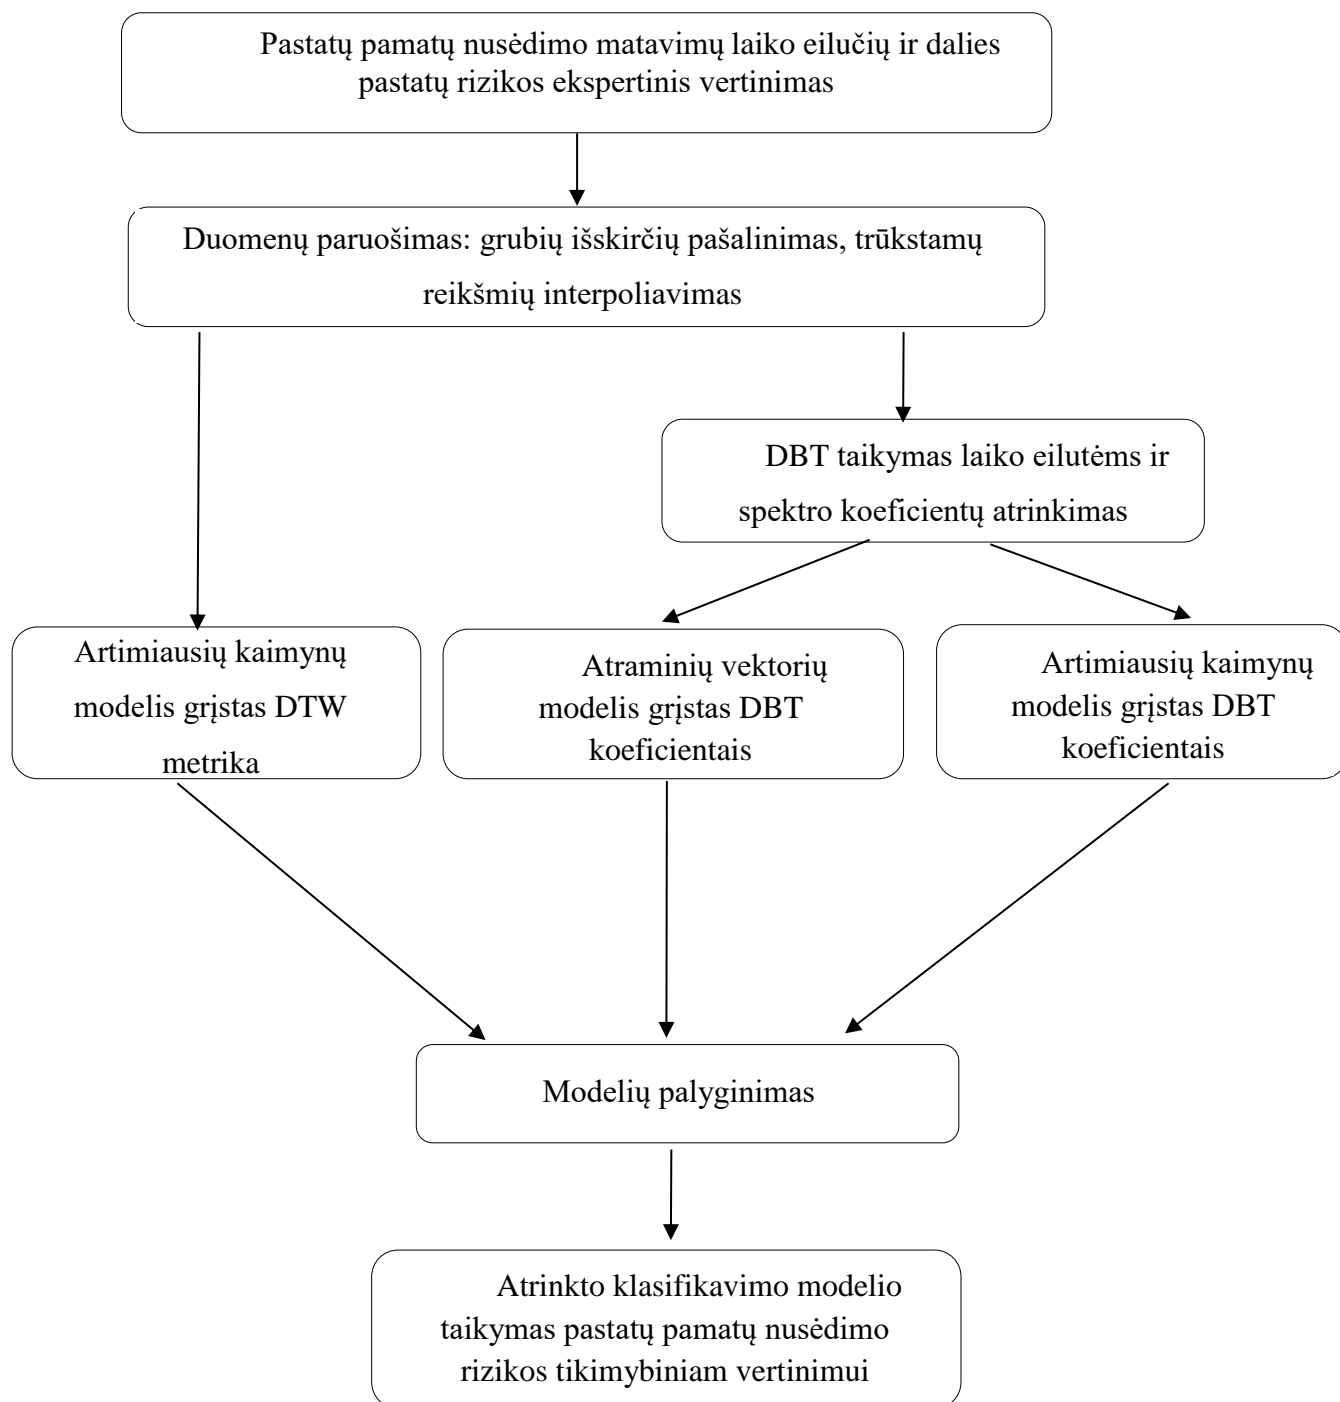 Pastatų pamatų nusėdimo matavimų laiko eilučių ir dalies
pastatų rizikos ekspertinis vertinimas
Duomenų paruošimas: grubių išskirčių pašalinimas, trūkstamų
reikšmių interpoliavimas
DBT taikymas laiko eilutėms ir
spektro koeficientų atrinkimas
Artimiausių kaimynų
modelis grįstas DTW
metrika
Atraminių vektorių
modelis grįstas DBT
koeficientais
Artimiausių kaimynų
modelis grįstas DBT
koeficientais
Modelių palyginimas
Atrinkto klasifikavimo modelio
taikymas pastatų pamatų nusėdimo
rizikos tikimybiniam vertinimui